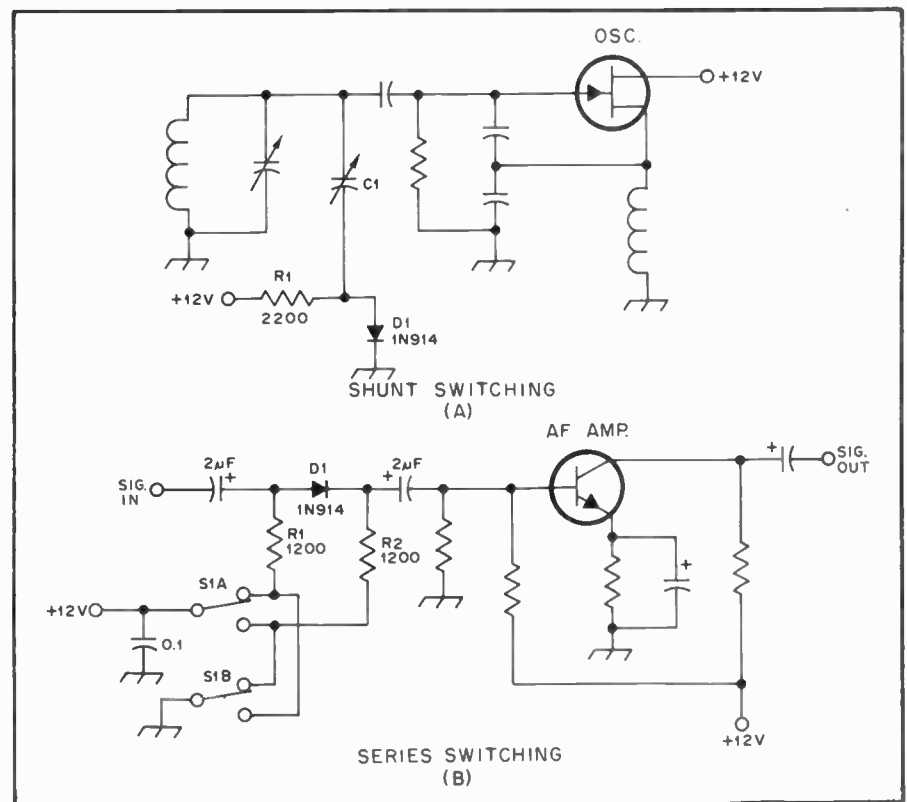 OSC.
+12V
C1
R1
+12V
2200
D1
1N914
SHUNT SWITCHING
(A)
AF AMP.
2µF
+
D1
+
2µF
+
SIG.
OUT
SIG.
IN
1N914
R1
1200
R2
1200
+
S1A
+12V
0.1
S1B
+12V
SERIES SWITCHING
(B)